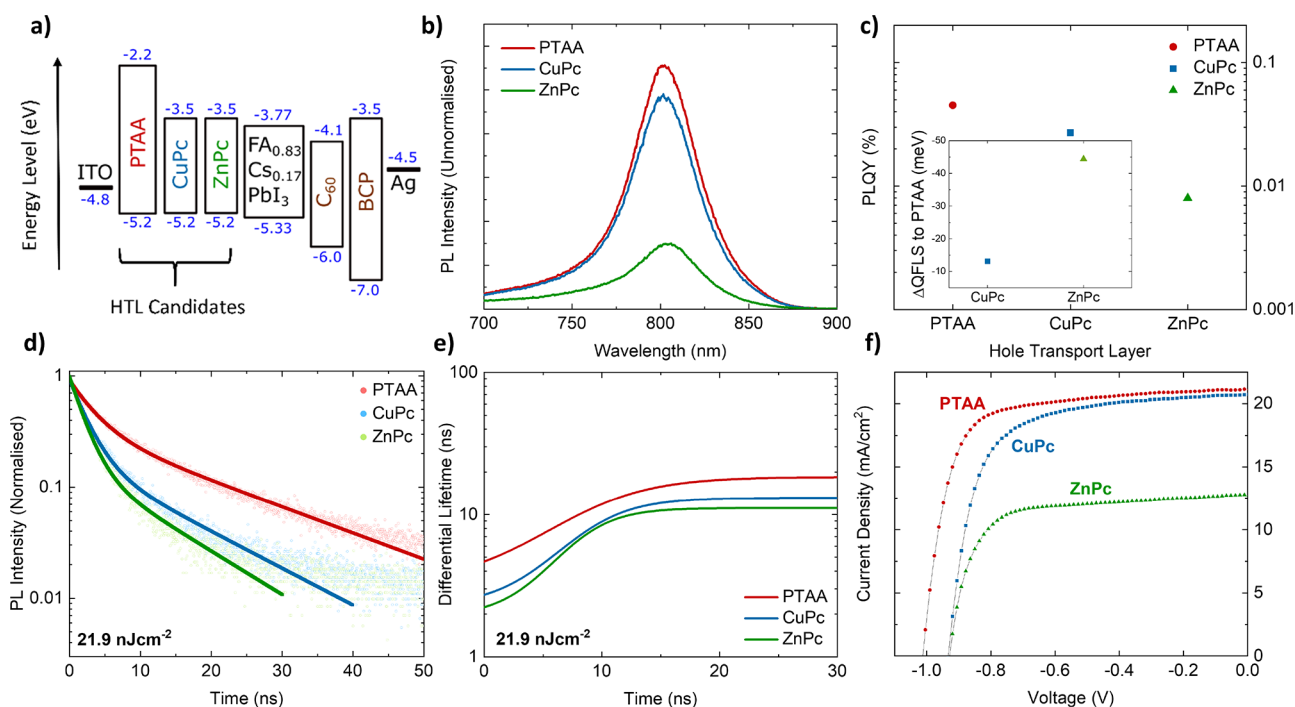 a)
Energy Level (eV)
ITO
-4.8
-2.2
PTAA
-5.2
-3.5
CuPc
-5.2
-3.5
ZnPc
-5.2
-3.77
FA0.83
Cs0.17
PbI3
-5.33
-4.1
C60
-6.0
-3.5
BCP
-7.0
-4.5
Ag
HTL Candidates
b)
PL Intensity (Unnormalised)
PTAA
CuPc
ZnPc
700 750 800 850 900
Wavelength (nm)
c)
PTAA
CuPc
ZnPc
0.1
0.01
0.001
PLQY (%)
ΔQFLS to PTAA (meV)
-50
-40
-30
-20
-10
CuPc ZnPc
PTAA CuPc ZnPc
Hole Transport Layer
d)
PL Intensity (Normalised)
1
0.1
0.01
PTAA
CuPc
ZnPc
21.9 nJcm-2
0 10 20 30 40 50
Time (ns)
e)
Differential Lifetime (ns)
100
10
1
PTAA
CuPc
ZnPc
21.9 nJcm-2
0 10 20 30
Time (ns)
f)
PTAA
CuPc
ZnPc
Current Density (mA/cm2)
20
15
10
5
0
-1.0 -0.8 -0.6 -0.4 -0.2 0.0
Voltage (V)